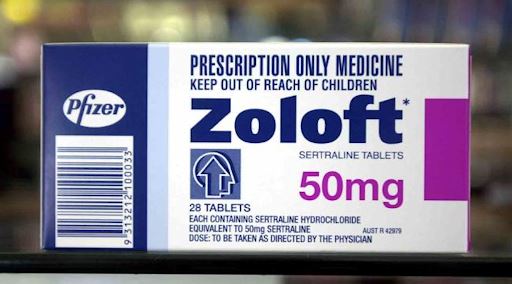 PRESCRIPTION ONLY MEDICINE
KEEP OUT OF REACH OF CHILDREN
Pfizer
Zoloft*
SERTRALINE TABLETS
50mg
28 TABLETS
EACH CONTAINING SERTRALINE HYDROCHLORIDE
EQUIVALENT TO 50mg SERTRALINE AUST R 42979
DOSE: TO BE TAKEN AS DIRECTED BY THE PHYSICIAN
9 313212 100033